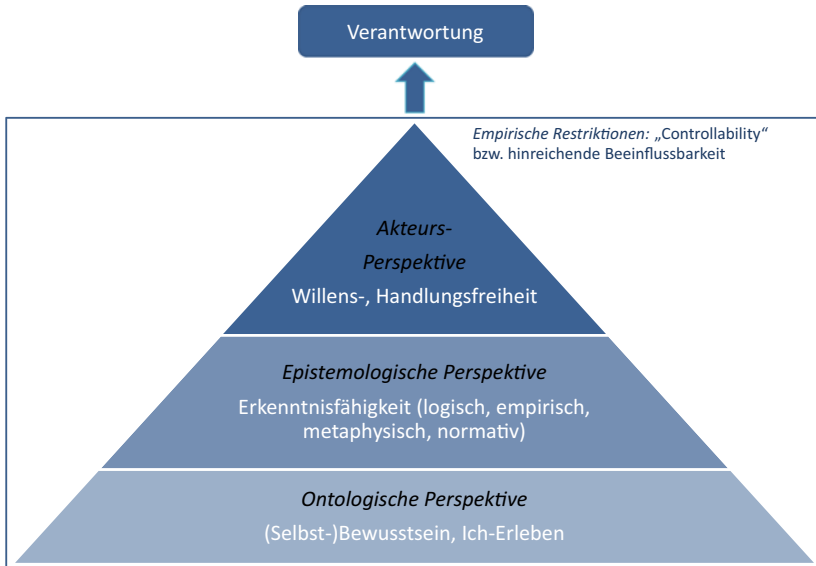 Verantwortung
Empirische Restriktionen: „Controllability“
bzw. hinreichende Beeinflussbarkeit
Akteurs-
Perspektive
Willens-, Handlungsfreiheit
Epistemologische Perspektive
Erkenntnisfähigkeit (logisch, empirisch,
metaphysisch, normativ)
Ontologische Perspektive
(Selbst-)Bewusstsein, Ich-Erleben